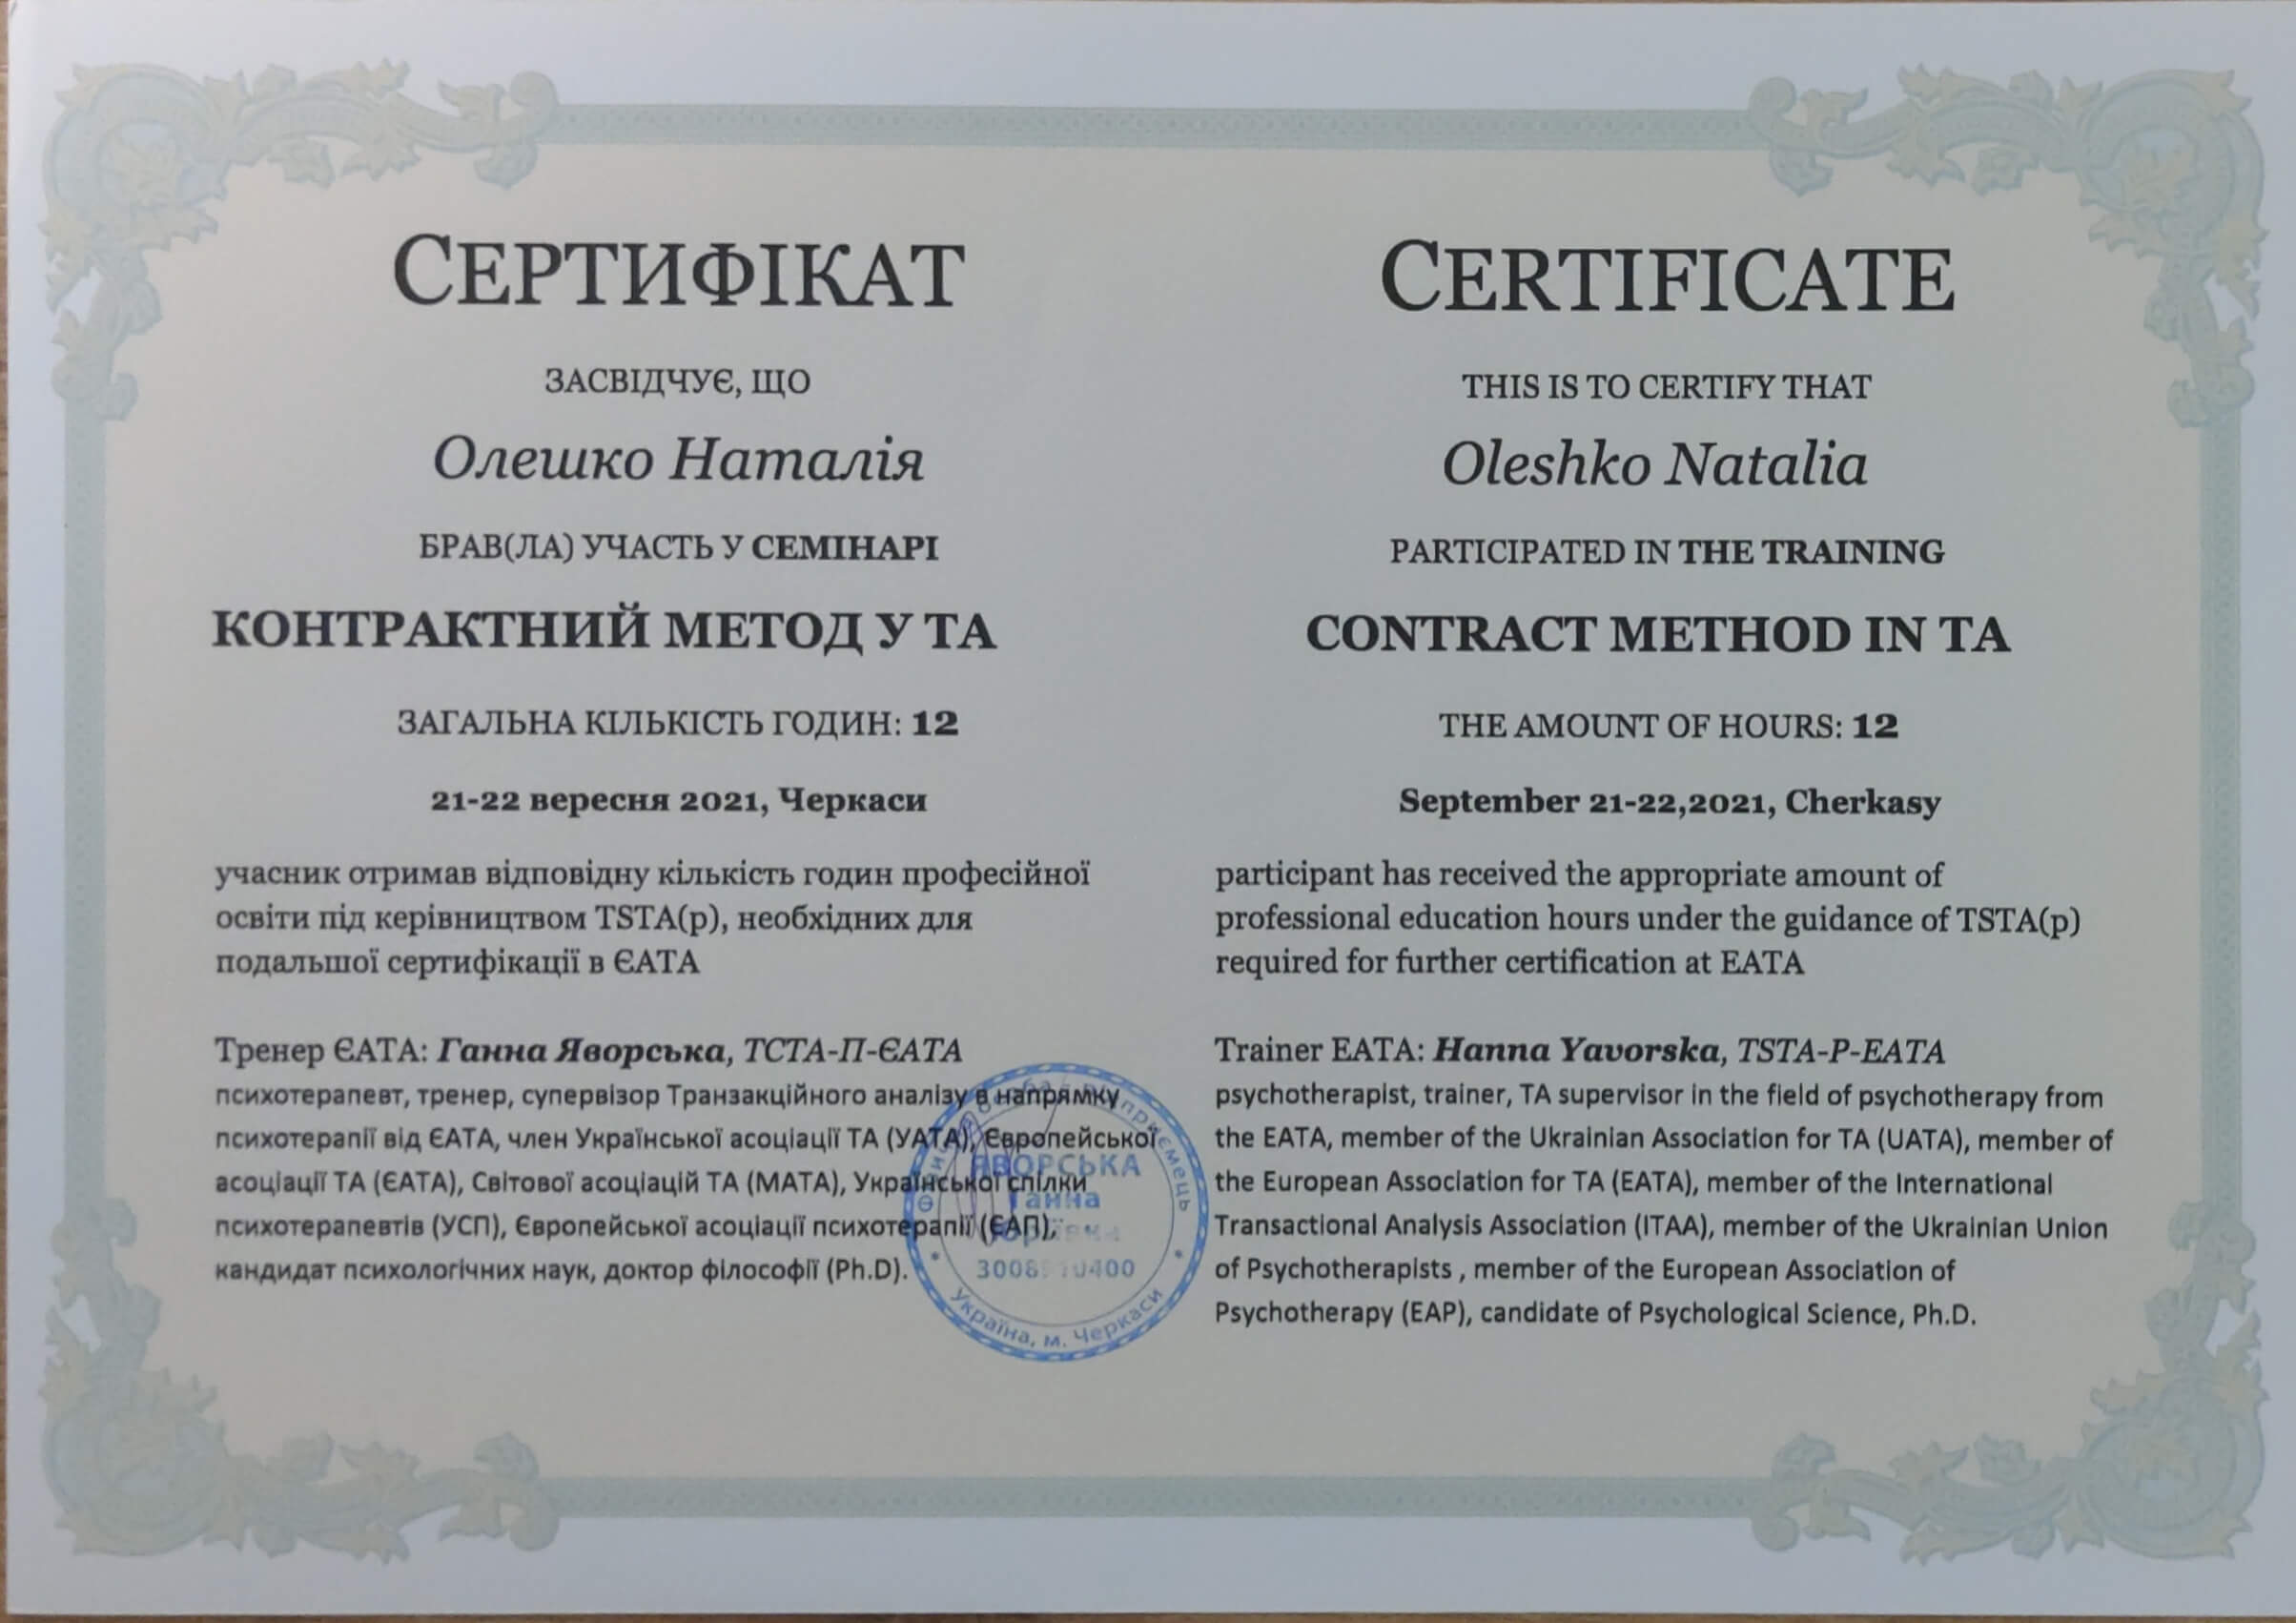 СЕРТИФІКАТ
ЗАСВІДЧУЄ, ЩО
Олешко Наталія
БРАВ(ЛА) УЧАСТЬ У СЕМІНАРІ
КОНТРАКТНИЙ МЕТОД У ТА
ЗАГАЛЬНА КІЛЬКІСТЬ ГОДИН: 12
21-22 вересня 2021, Черкаси
учасник отримав відповідну кількість годин професійної
освіти під керівництвом TSTA(p), необхідних для
подальшої сертифікації в ЄАТА
Тренер ЄАТА: Ганна Яворська, ТСТА-П-ЄАТА
психотерапевт, тренер, супервізор Транзакційного аналізу в напрямку
психотерапії від ЄАТА, член Української асоціації ТА (УАТА), Європейської
асоціації ТА (ЄАТА), Світової асоціацій ТА (МАТА), Української спілки
психотерапевтів (УСП), Європейської асоціації психотерапії (ЄАП),
кандидат психологічних наук, доктор філософії (Ph.D).
ЯВОРСЬКА
Ганна
Україна, м. Черкаси
CERTIFICATE
THIS IS TO CERTIFY THAT
Oleshko Natalia
PARTICIPATED IN THE TRAINING
CONTRACT METHOD IN TA
THE AMOUNT OF HOURS: 12
September 21-22,2021, Cherkasy
participant has received the appropriate amount of
professional education hours under the guidance of TSTA(p)
required for further certification at EATA
Trainer EATA: Hanna Yavorska, TSTA-P-EATA
psychotherapist, trainer, TA supervisor in the field of psychotherapy from
the EATA, member of the Ukrainian Association for TA (UATA), member of
the European Association for TA (EATA), member of the International
Transactional Analysis Association (ITAA), member of the Ukrainian Union
of Psychotherapists , member of the European Association of
Psychotherapy (EAP), candidate of Psychological Science, Ph.D.